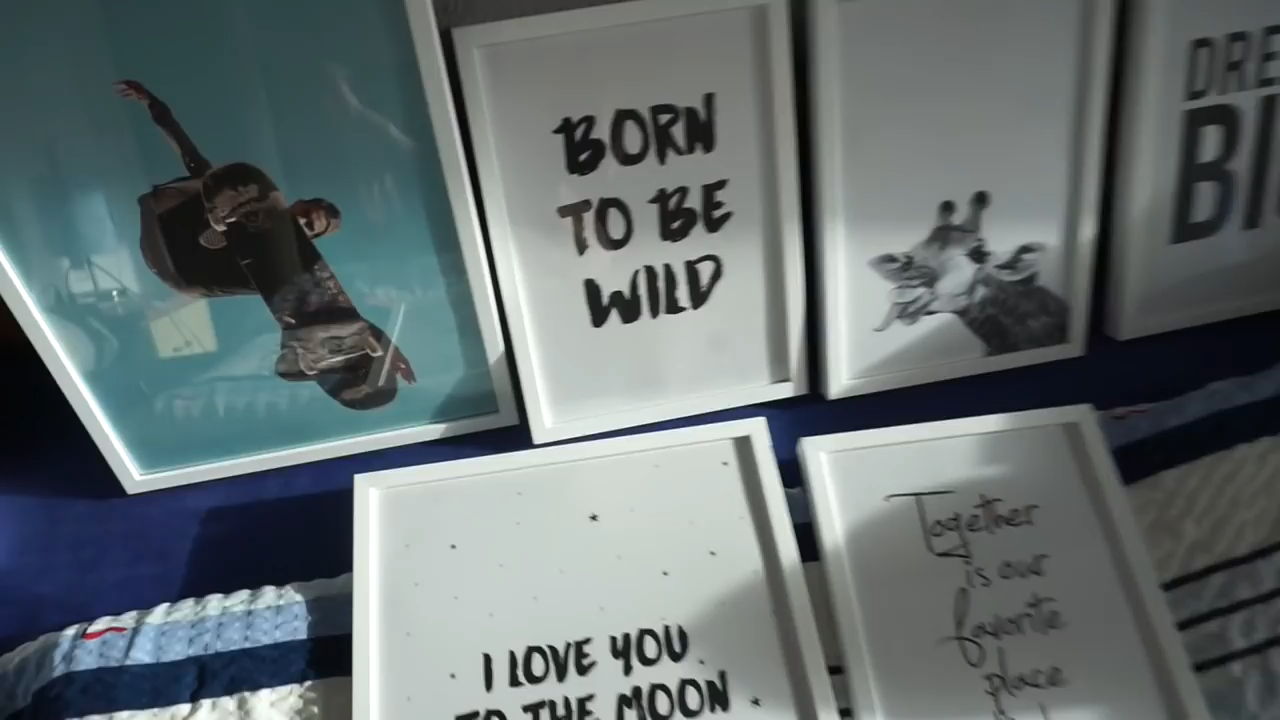 BORN
TO BE
WILD
DRE
BI
I LOVE YOU
TO THE MOON
Together
is our
favorite
place